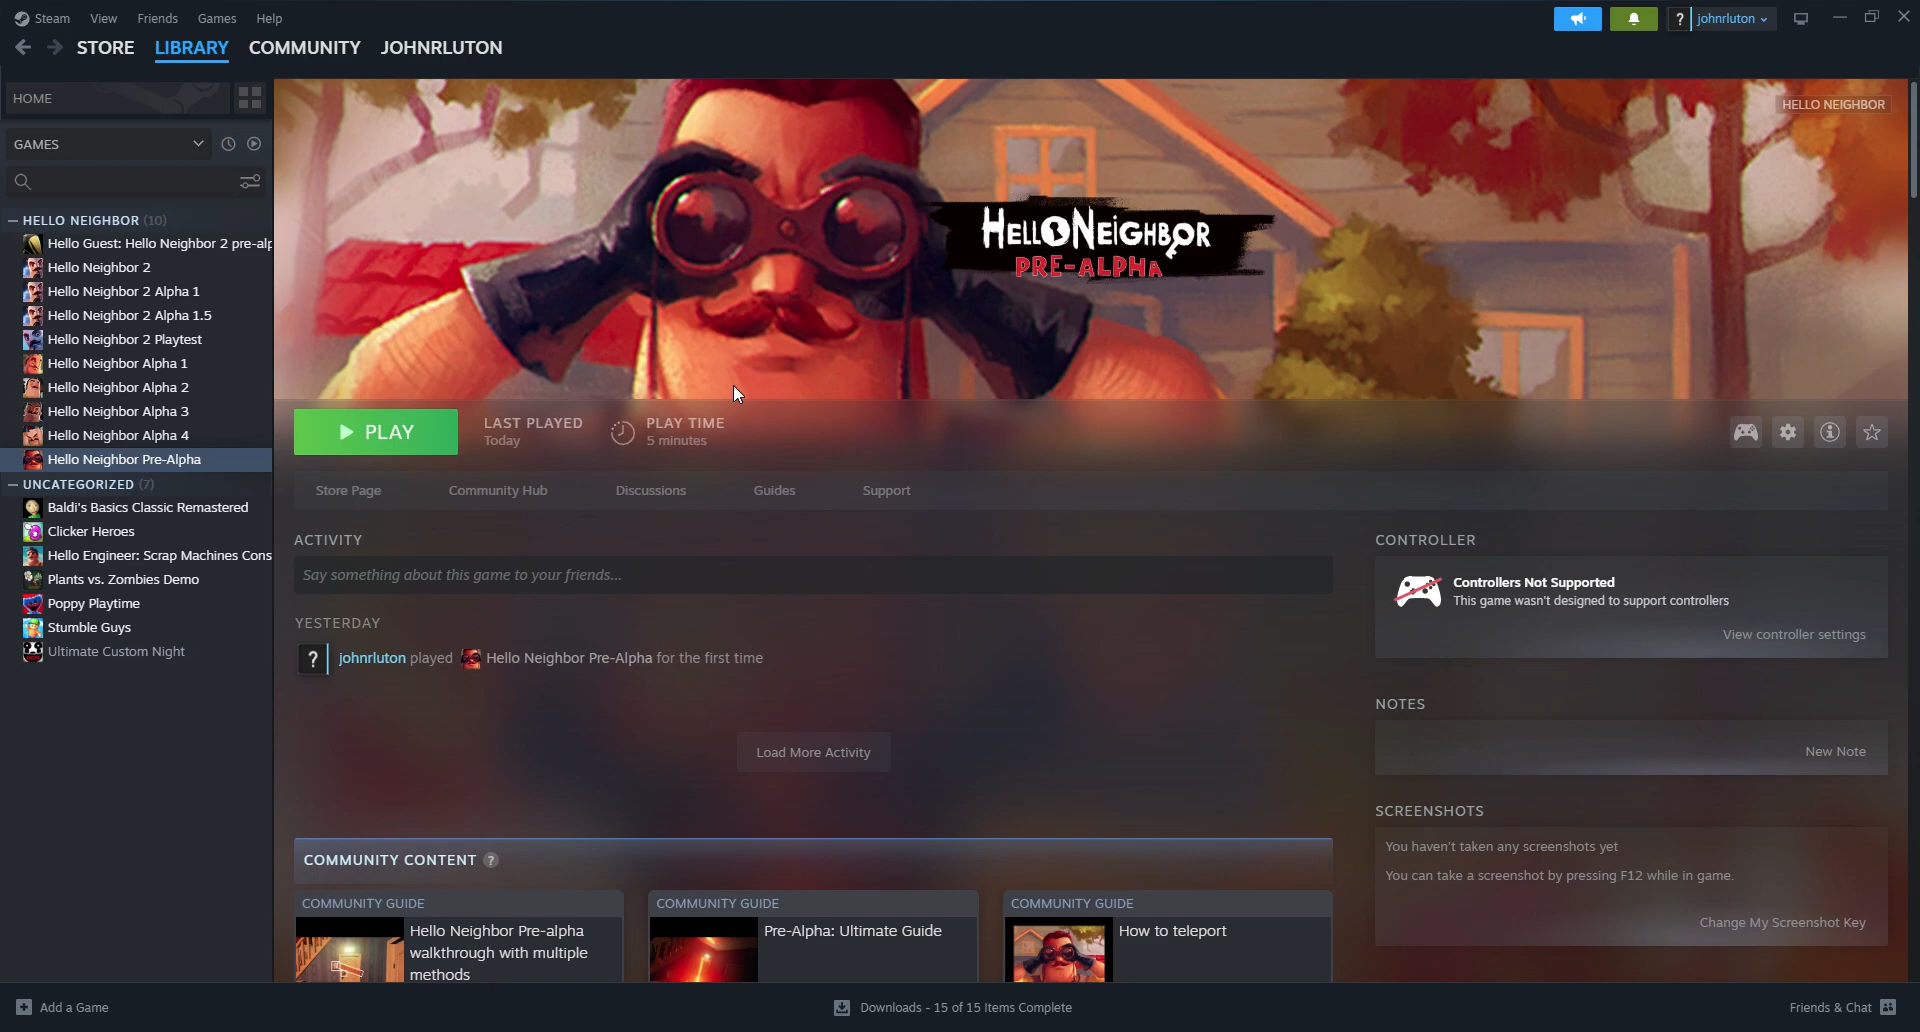 Steam View Friends Games Help
? johnrluton
STORE LIBRARY COMMUNITY JOHNRLUTON
HOME
GAMES
HELLO NEIGHBOR (10)
Hello Guest: Hello Neighbor 2 pre-alp
Hello Neighbor 2
Hello Neighbor 2 Alpha 1
Hello Neighbor 2 Alpha 1.5
Hello Neighbor 2 Playtest
Hello Neighbor Alpha 1
Hello Neighbor Alpha 2
Hello Neighbor Alpha 3
Hello Neighbor Alpha 4
Hello Neighbor Pre-Alpha
UNCATEGORIZED (7)
Baldi's Basics Classic Remastered
Clicker Heroes
Hello Engineer: Scrap Machines Cons
Plants vs. Zombies Demo
Poppy Playtime
Stumble Guys
Ultimate Custom Night
HELLO NEIGHBOR
HELLO NEIGHBOR
PRE-ALPHA
PLAY
LAST PLAYED
Today
PLAY TIME
5 minutes
Store Page Community Hub Discussions Guides Support
ACTIVITY
Say something about this game to your friends...
YESTERDAY
? johnrluton played Hello Neighbor Pre-Alpha for the first time
Load More Activity
COMMUNITY CONTENT ?
COMMUNITY GUIDE
Hello Neighbor Pre-alpha
walkthrough with multiple
methods
COMMUNITY GUIDE
Pre-Alpha: Ultimate Guide
COMMUNITY GUIDE
How to teleport
CONTROLLER
Controllers Not Supported
This game wasn't designed to support controllers
View controller settings
NOTES
New Note
SCREENSHOTS
You haven't taken any screenshots yet
You can take a screenshot by pressing F12 while in game.
Change My Screenshot Key
Add a Game
Downloads - 15 of 15 Items Complete
Friends & Chat